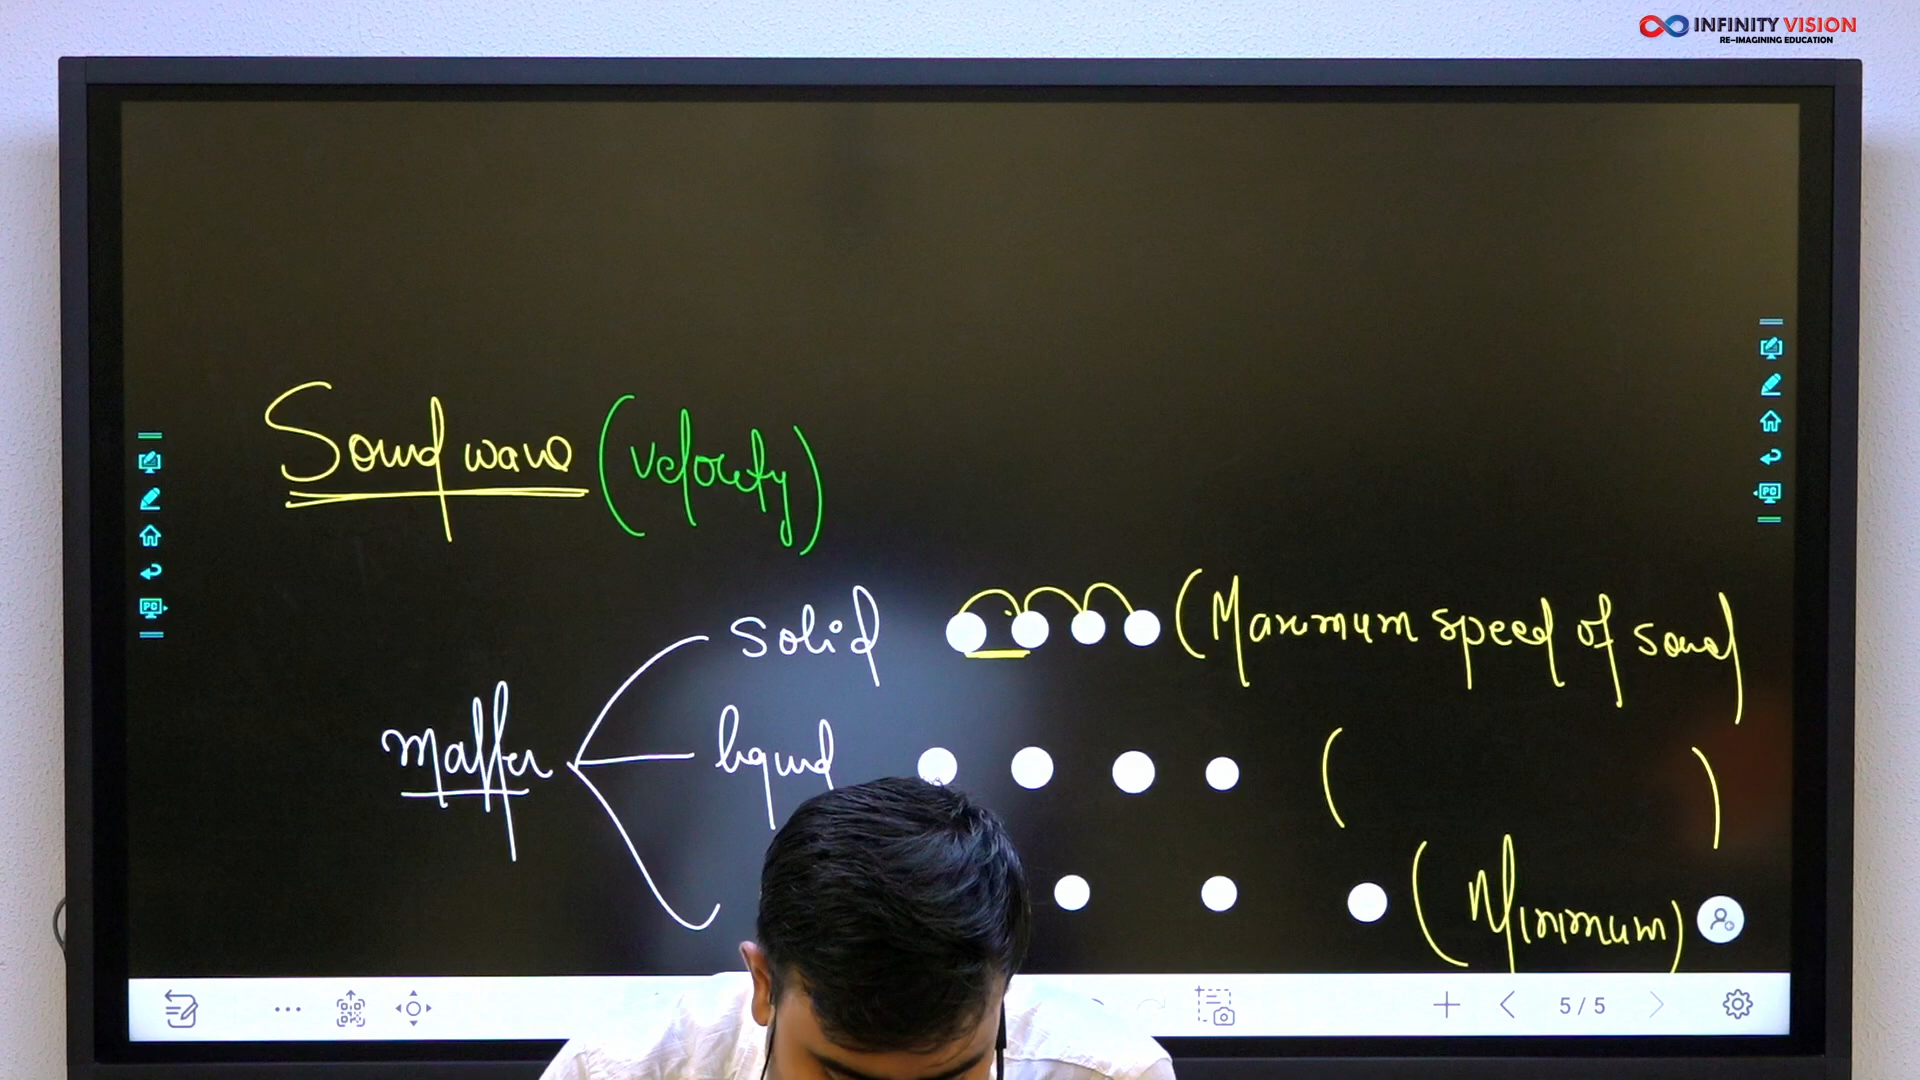 INFINITY VISION
RE-IMAGINING EDUCATION
Sound wave (velocity)
solid (Maximum speed of sound)
matter
liquid ( )
(Minimum)
5/5